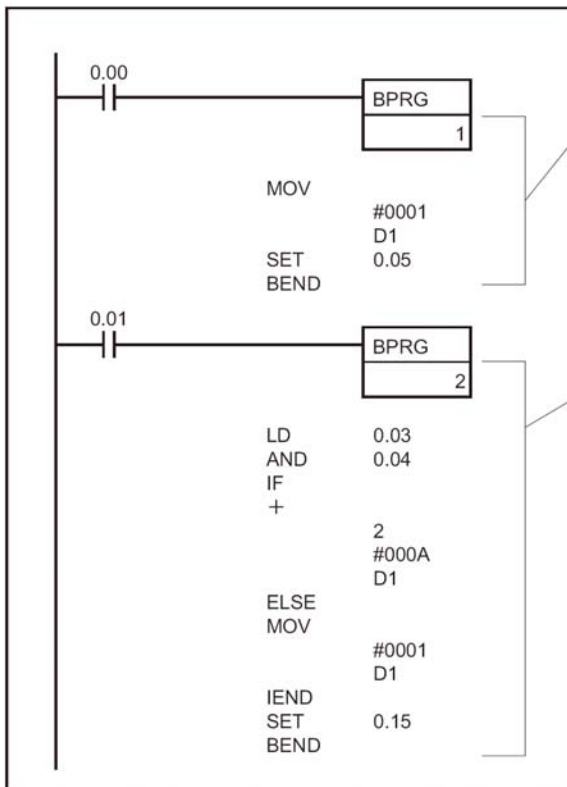 0.00
BPRG
1
MOV
#0001
D1
SET 0.05
BEND
0.01
BPRG
2
LD 0.03
AND 0.04
IF
+
2
#000A
D1
ELSE
MOV
#0001
D1
IEND
SET 0.15
BEND